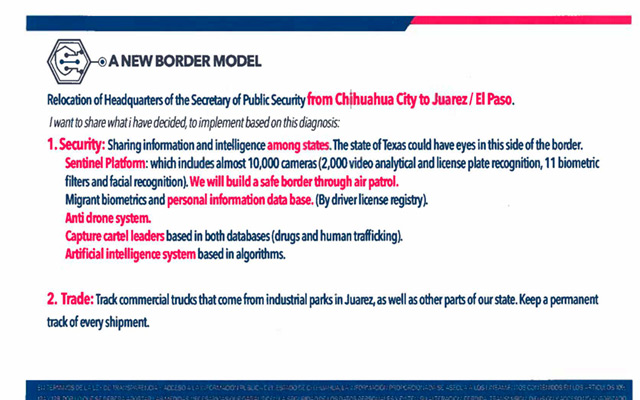 A NEW BORDER MODEL
Relocation of Headquarters of the Secretary of Public Security from Chihuahua City to Juarez / El Paso.
I want to share what i have decided, to implement based on this diagnosis:
1. Security: Sharing information and intelligence among states. The state of Texas could have eyes in this side of the border.
Sentinel Platform: which includes almost 10,000 cameras (2,000 video analytical and license plate recognition, 11 biometric
filters and facial recognition). We will build a safe border through air patrol.
Migrant biometrics and personal information data base. (By driver license registry).
Anti drone system.
Capture cartel leaders based in both databases (drugs and human trafficking).
Artificial intelligence system based in algorithms.
2. Trade: Track commercial trucks that come from industrial parks in Juarez, as well as other parts of our state. Keep a permanent
track of every shipment.